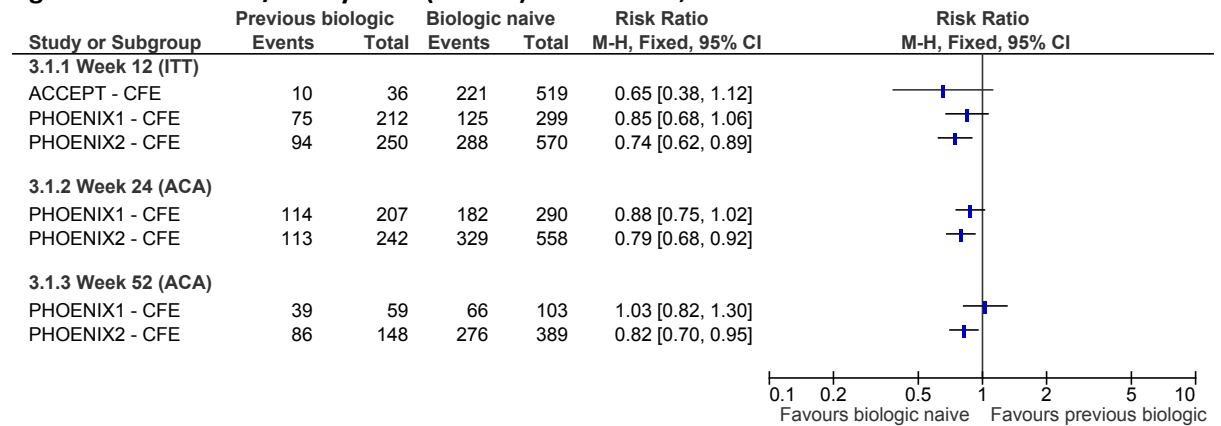 Previous biologic Biologic naive Risk Ratio Risk Ratio
Study or Subgroup Events Total Events Total M-H, Fixed, 95% CI M-H, Fixed, 95% CI
3.1.1 Week 12 (ITT)
ACCEPT - CFE 10 36 221 519 0.65 [0.38, 1.12]
PHOENIX1 - CFE 75 212 125 299 0.85 [0.68, 1.06]
PHOENIX2 - CFE 94 250 288 570 0.74 [0.62, 0.89]
3.1.2 Week 24 (ACA)
PHOENIX1 - CFE 114 207 182 290 0.88 [0.75, 1.02]
PHOENIX2 - CFE 113 242 329 558 0.79 [0.68, 0.92]
3.1.3 Week 52 (ACA)
PHOENIX1 - CFE 39 59 66 103 1.03 [0.82, 1.30]
PHOENIX2 - CFE 86 148 276 389 0.82 [0.70, 0.95]
0.1 0.2 0.5 1 2 5 10
Favours biologic naive Favours previous biologic